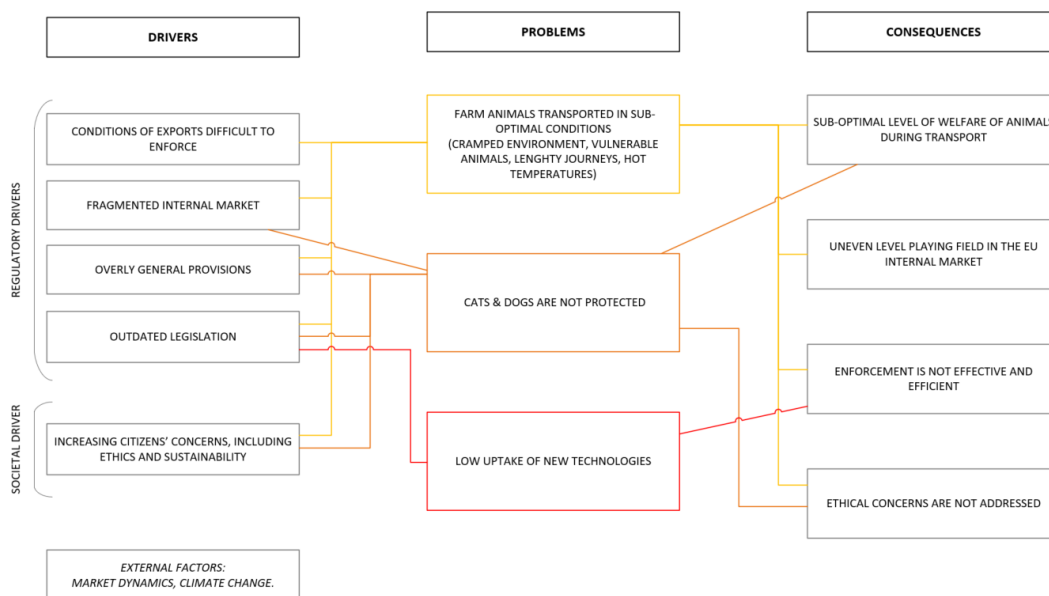 DRIVERS
PROBLEMS
CONSEQUENCES
REGULATORY DRIVERS
CONDITIONS OF EXPORTS DIFFICULT TO
ENFORCE
FRAGMENTED INTERNAL MARKET
OVERLY GENERAL PROVISIONS
OUTDATED LEGISLATION
SOCIETAL DRIVER
INCREASING CITIZENS’ CONCERNS, INCLUDING
ETHICS AND SUSTAINABILITY
EXTERNAL FACTORS:
MARKET DYNAMICS, CLIMATE CHANGE.
FARM ANIMALS TRANSPORTED IN SUB-
OPTIMAL CONDITIONS
(CRAMPED ENVIRONMENT, VULNERABLE
ANIMALS, LENGHTY JOURNEYS, HOT
TEMPERATURES)
CATS & DOGS ARE NOT PROTECTED
LOW UPTAKE OF NEW TECHNOLOGIES
SUB-OPTIMAL LEVEL OF WELFARE OF ANIMALS
DURING TRANSPORT
UNEVEN LEVEL PLAYING FIELD IN THE EU
INTERNAL MARKET
ENFORCEMENT IS NOT EFFECTIVE AND
EFFICIENT
ETHICAL CONCERNS ARE NOT ADDRESSED